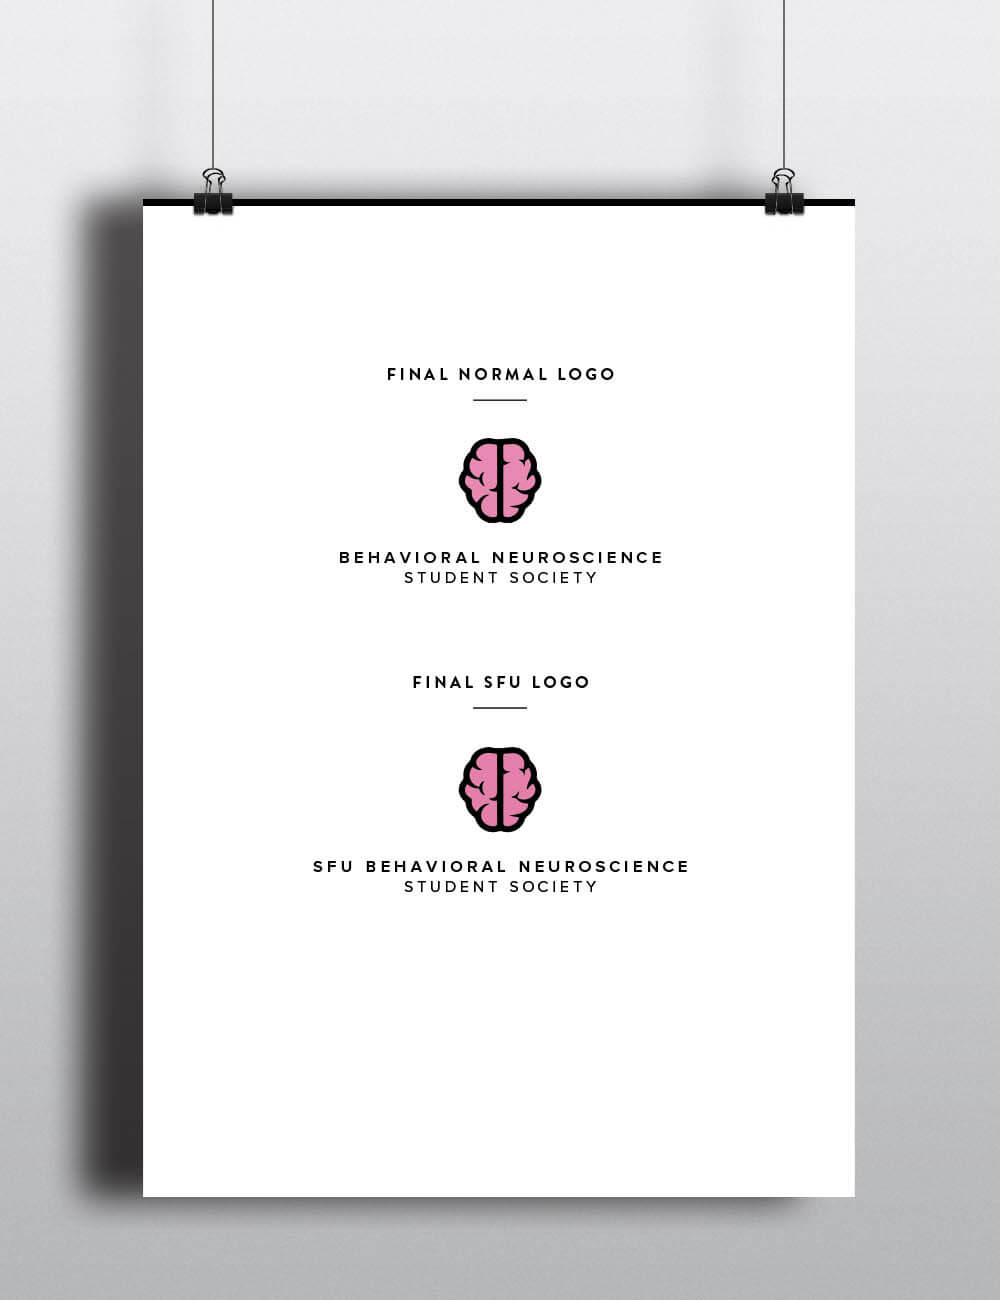 FINAL NORMAL LOGO
BEHAVIORAL NEUROSCIENCE
STUDENT SOCIETY
FINAL SFU LOGO
SFU BEHAVIORAL NEUROSCIENCE
STUDENT SOCIETY